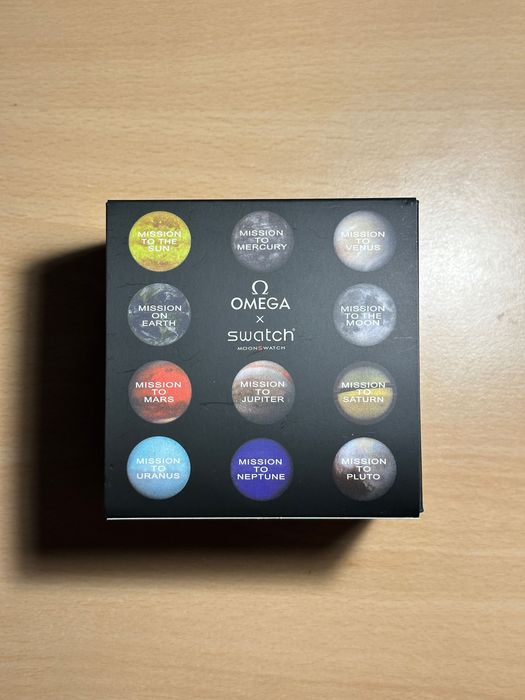 MISSION
TO THE
SUN
MISSION
TO
MERCURY
MISSION
TO
VENUS
MISSION
ON
EARTH
Ω
OMEGA
x
swatch®
MOONSWATCH
MISSION
TO THE
MOON
MISSION
TO
MARS
MISSION
TO
JUPITER
MISSION
TO
SATURN
MISSION
TO
URANUS
MISSION
TO
NEPTUNE
MISSION
TO
PLUTO